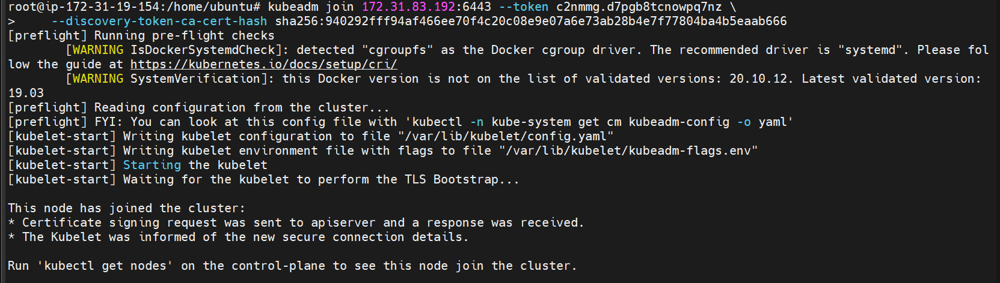 root@ip-172-31-19-154:/home/ubuntu# kubeadm join 172.31.83.192:6443 --token c2nmmg.d7pgb8tcnowpq7nz \
>     --discovery-token-ca-cert-hash sha256:940292fff94af466ee70f4c20c08e9e07a6e73ab28b4e7f77804ba4b5eaab666
[preflight] Running pre-flight checks
        [WARNING IsDockerSystemdCheck]: detected "cgroupfs" as the Docker cgroup driver. The recommended driver is "systemd". Please fol
low the guide at https://kubernetes.io/docs/setup/cri/
        [WARNING SystemVerification]: this Docker version is not on the list of validated versions: 20.10.12. Latest validated version:
19.03
[preflight] Reading configuration from the cluster...
[preflight] FYI: You can look at this config file with 'kubectl -n kube-system get cm kubeadm-config -o yaml'
[kubelet-start] Writing kubelet configuration to file "/var/lib/kubelet/config.yaml"
[kubelet-start] Writing kubelet environment file with flags to file "/var/lib/kubelet/kubeadm-flags.env"
[kubelet-start] Starting the kubelet
[kubelet-start] Waiting for the kubelet to perform the TLS Bootstrap...

This node has joined the cluster:
* Certificate signing request was sent to apiserver and a response was received.
* The Kubelet was informed of the new secure connection details.

Run 'kubectl get nodes' on the control-plane to see this node join the cluster.